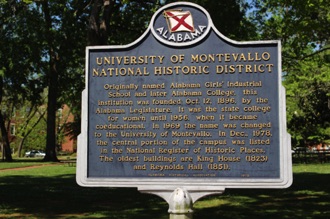 ALABAMA
UNIVERSITY OF MONTEVALLO
NATIONAL HISTORIC DISTRICT
Originally named Alabama Girls' Industrial
School and later Alabama College, this
institution was founded Oct. 12, 1896, by the
Alabama Legislature. It was the state college
for women until 1956, when it became
coeducational. In 1969 the name was changed
to the University of Montevallo. In Dec., 1978,
the central portion of the campus was listed
in the National Register of Historic Places.
The oldest buildings are King House (1823)
and Reynolds Hall (1851).